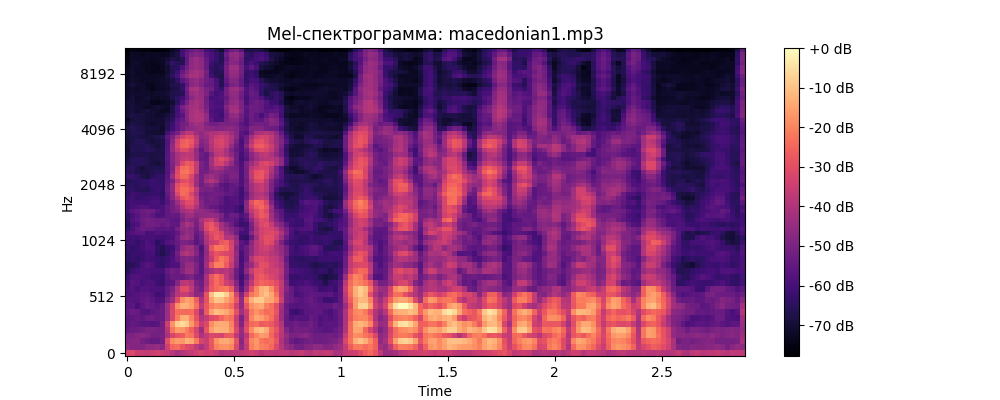 Mel-спектрограмма: macedonian1.mp3
Hz
8192
4096
2048
1024
512
0
0
0.5
1
1.5
2
2.5
Time
+0 dB
-10 dB
-20 dB
-30 dB
-40 dB
-50 dB
-60 dB
-70 dB